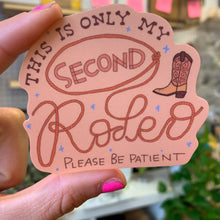 THIS IS ONLY MY
SECOND
Rodeo
PLEASE BE PATIENT